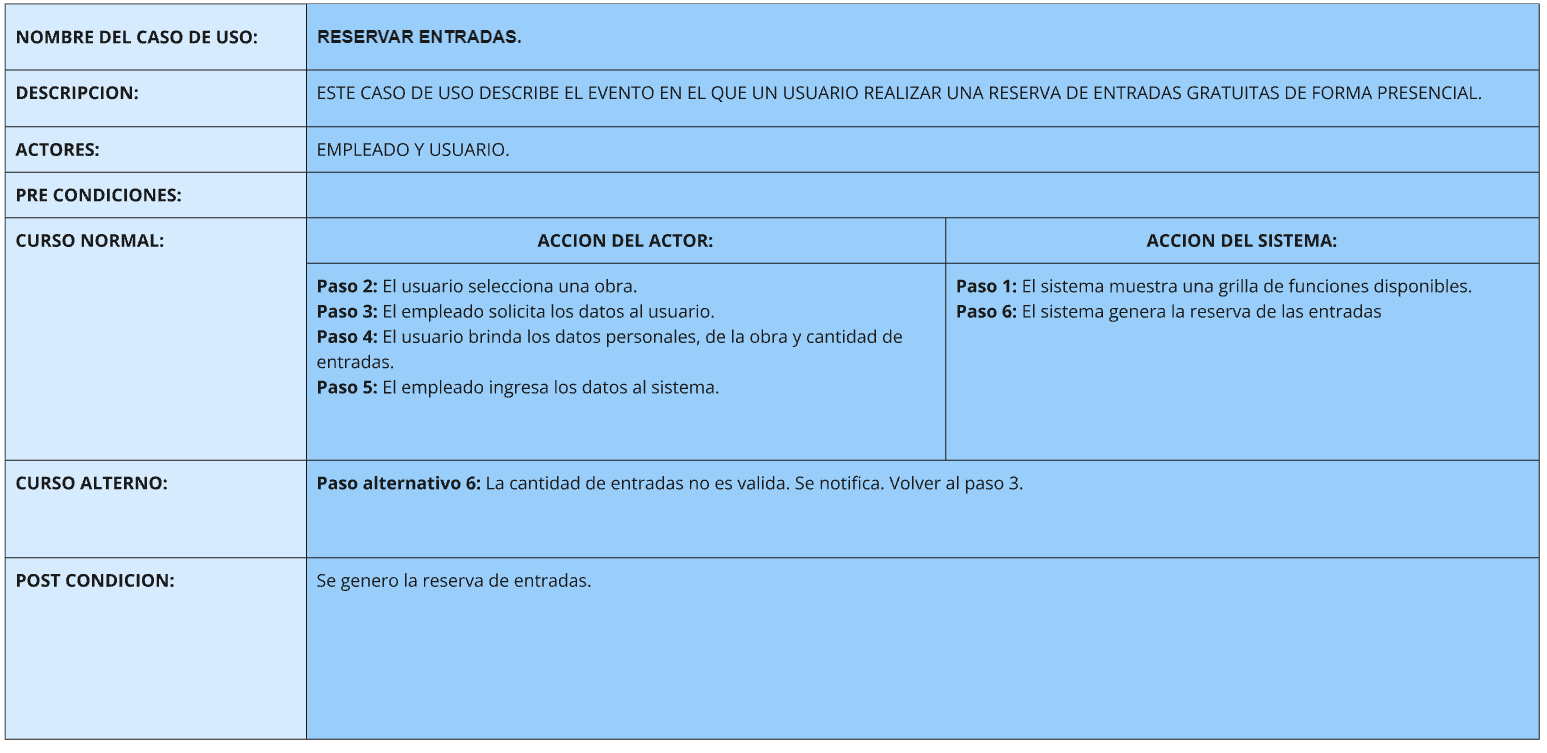 NOMBRE DEL CASO DE USO:
RESERVAR ENTRADAS.
DESCRIPCION:
ESTE CASO DE USO DESCRIBE EL EVENTO EN EL QUE UN USUARIO REALIZAR UNA RESERVA DE ENTRADAS GRATUITAS DE FORMA PRESENCIAL.
ACTORES:
EMPLEADO Y USUARIO.
PRE CONDICIONES:
CURSO NORMAL:
ACCION DEL ACTOR:
ACCION DEL SISTEMA:
Paso 2: El usuario selecciona una obra.
Paso 3: El empleado solicita los datos al usuario.
Paso 4: El usuario brinda los datos personales, de la obra y cantidad de
entradas.
Paso 5: El empleado ingresa los datos al sistema.
Paso 1: El sistema muestra una grilla de funciones disponibles.
Paso 6: El sistema genera la reserva de las entradas
CURSO ALTERNO:
Paso alternativo 6: La cantidad de entradas no es valida. Se notifica. Volver al paso 3.
POST CONDICION:
Se genero la reserva de entradas.